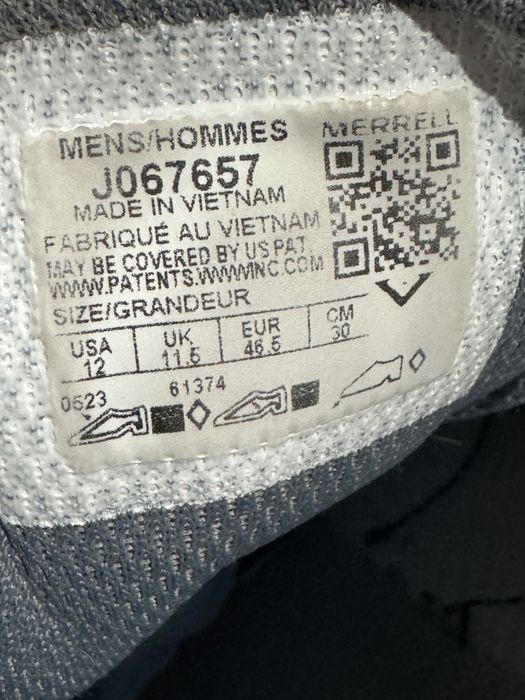 MENS/HOMMES
MERRELL
J067657
MADE IN VIETNAM
FABRIQUÉ AU VIETNAM
MAY BE COVERED BY US PAT.
WWW.PATENTS.WWWINC.COM
SIZE/GRANDEUR
USA UK EUR CM
12 11.5 46.5 30
0523 61374